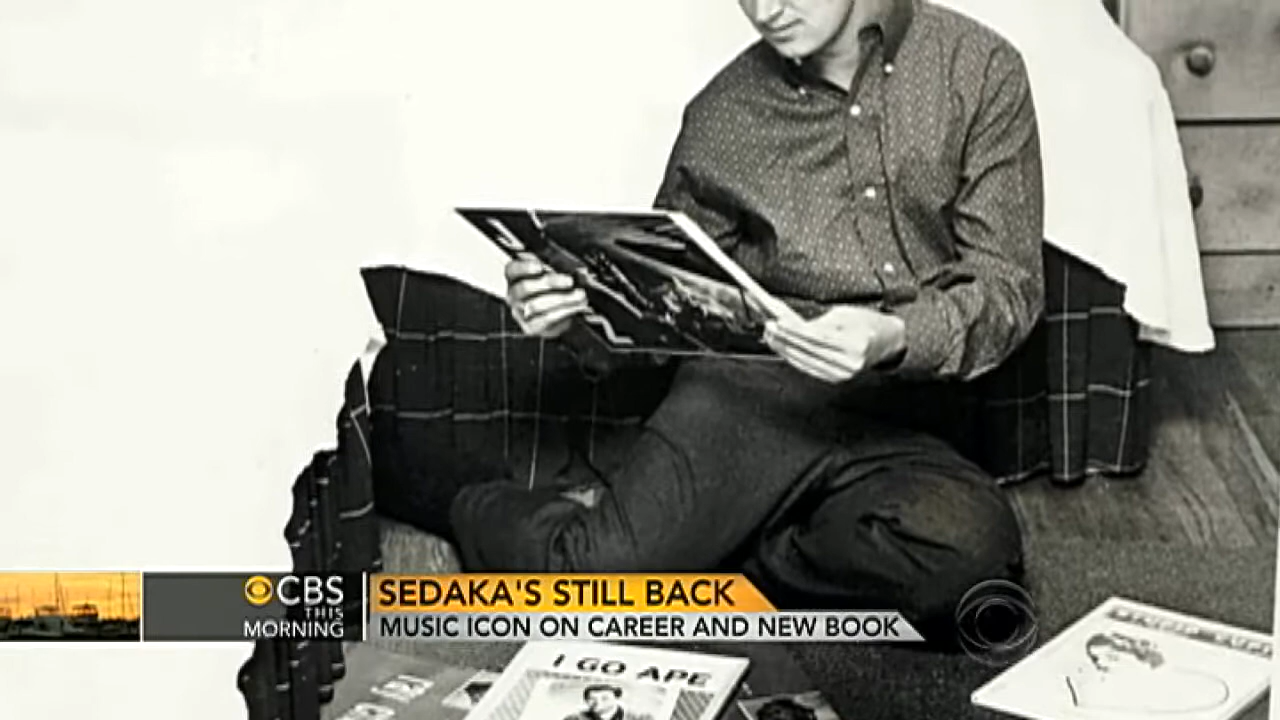 CBS
THIS
MORNING
SEDAKA'S STILL BACK
MUSIC ICON ON CAREER AND NEW BOOK
I GO APE